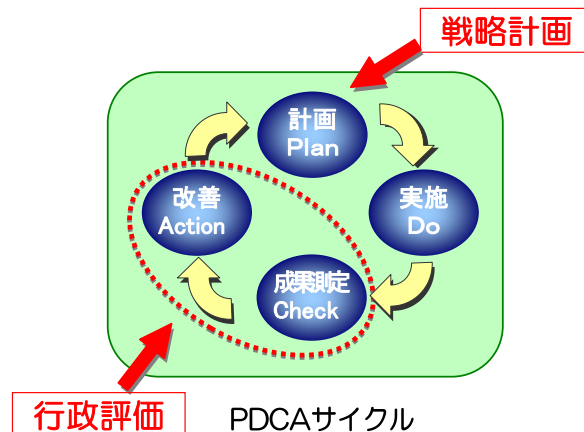 戦略計画
計画
Plan
改善
Action
実施
Do
成果測定
Check
行政評価
PDCAサイクル